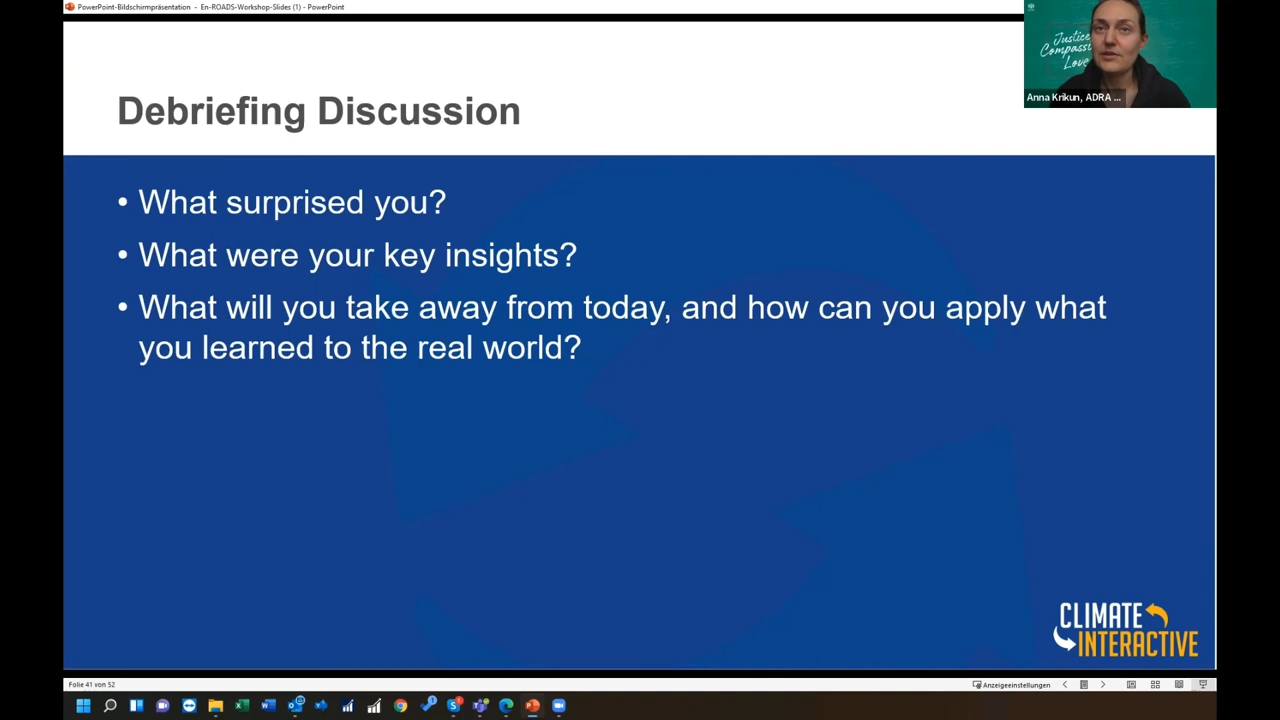 PowerPoint-Bildschirmpräsentation - En-ROADS-Workshop-Slides (1) - PowerPoint
Justice
Compassi
Love
Anna Krikun, ADRA ...
Debriefing Discussion
• What surprised you?
• What were your key insights?
• What will you take away from today, and how can you apply what
you learned to the real world?
CLIMATE
INTERACTIVE
Folie 41 von 52
Anzeigeeinstellungen